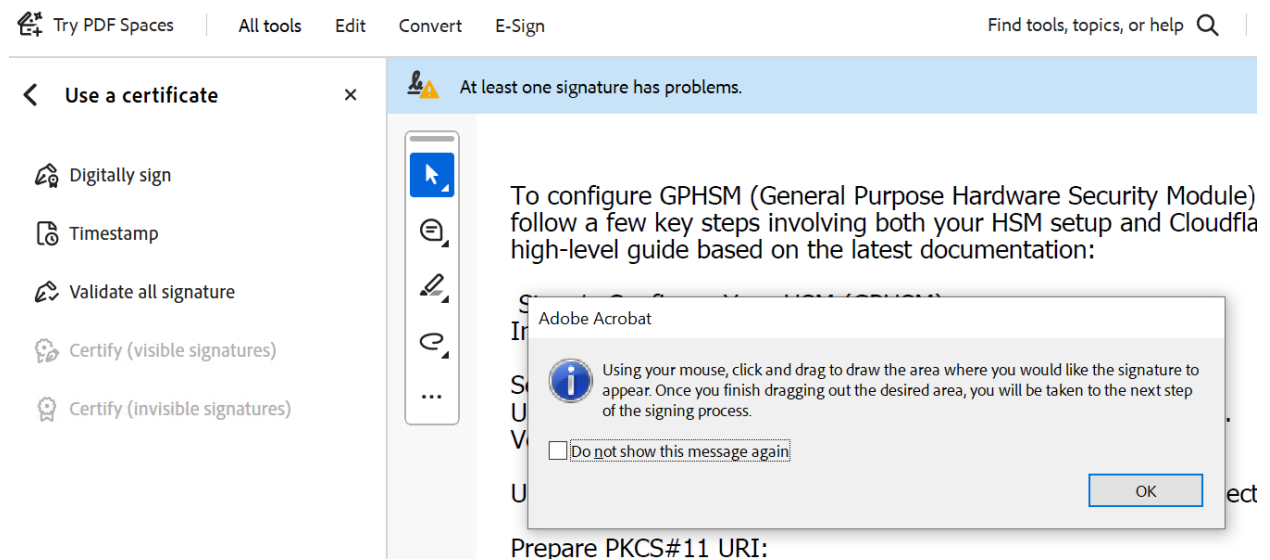 Try PDF Spaces
All tools
Edit
Convert
E-Sign
Find tools, topics, or help
Use a certificate
At least one signature has problems.
Digitally sign
Timestamp
Validate all signature
Certify (visible signatures)
Certify (invisible signatures)
To configure GPHSM (General Purpose Hardware Security Module)
follow a few key steps involving both your HSM setup and Cloudfla
high-level guide based on the latest documentation:
Adobe Acrobat
Using your mouse, click and drag to draw the area where you would like the signature to
appear. Once you finish dragging out the desired area, you will be taken to the next step
of the signing process.
Do not show this message again
OK
Prepare PKCS#11 URI: